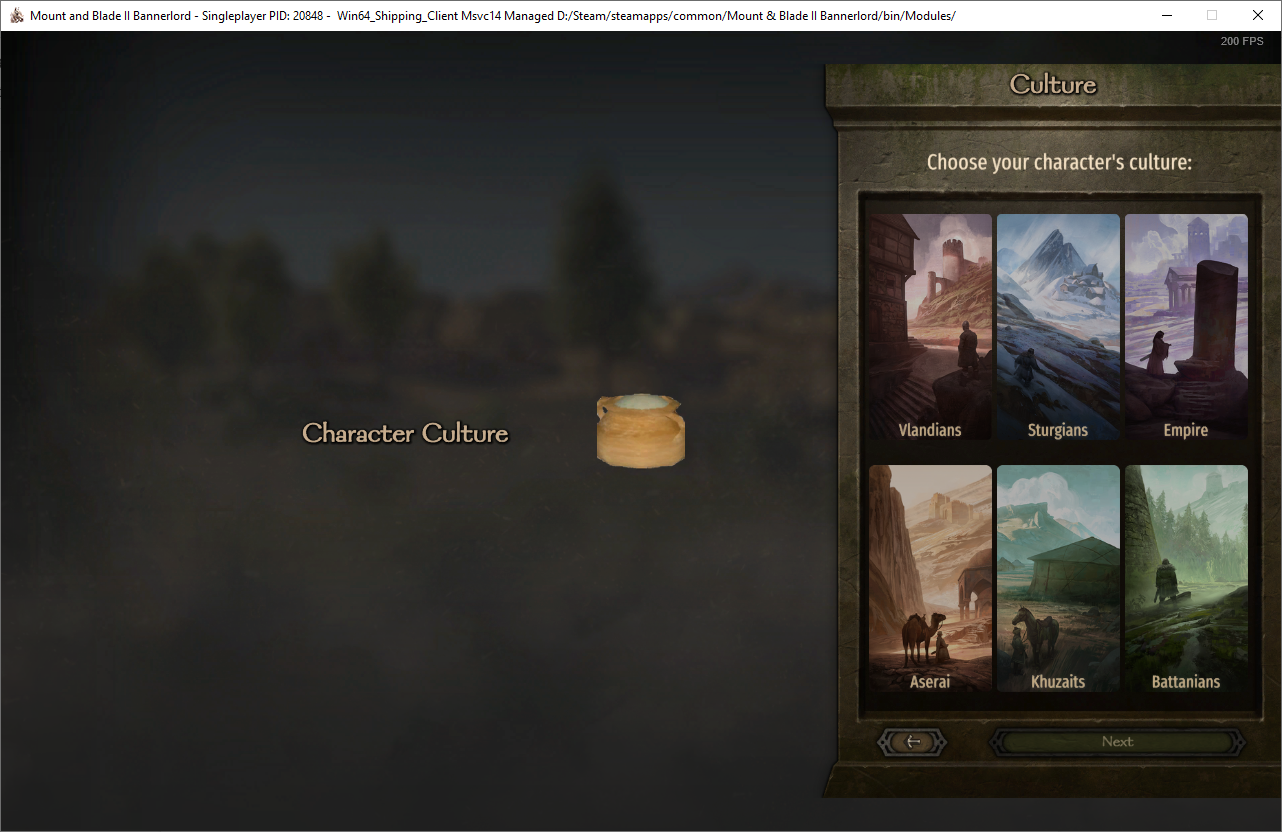 Mount and Blade II Bannerlord - Singleplayer PID: 20848 - Win64_Shipping_Client Msvc14 Managed D:/Steam/steamapps/common/Mount & Blade II Bannerlord/bin/Modules/
200 FPS
Culture
Choose your character's culture:
Vlandians
Sturgians
Empire
Character Culture
Aserai
Khuzaits
Battanians
Next